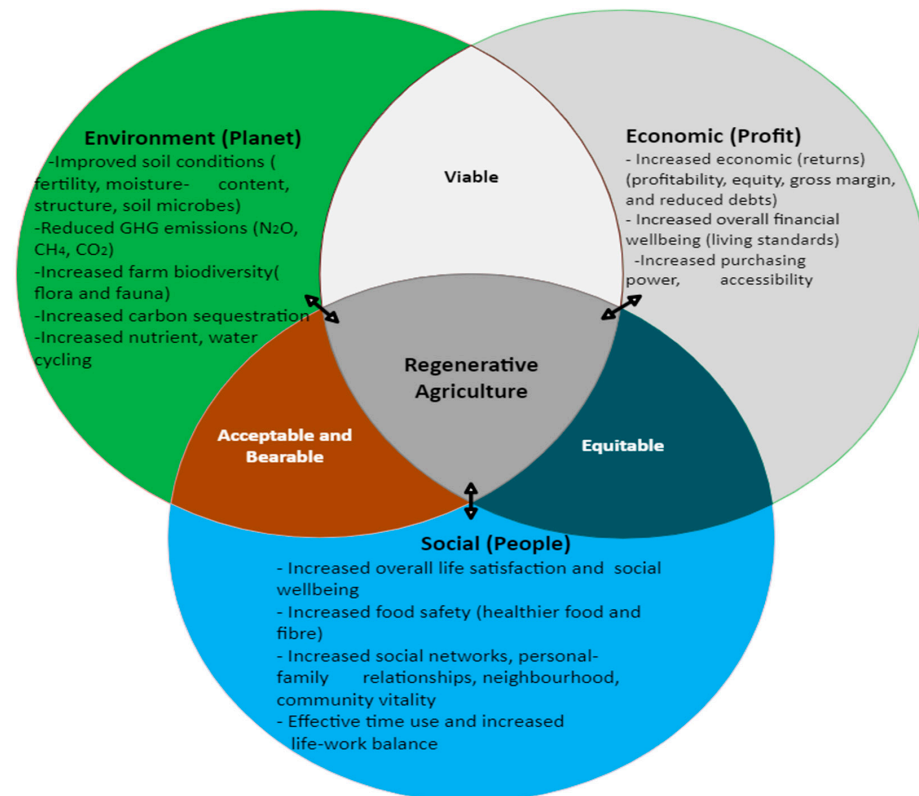 Environment (Planet)
-Improved soil conditions (
fertility, moisture- content,
structure, soil microbes)
-Reduced GHG emissions (N₂O,
CH₄, CO₂)
-Increased farm biodiversity(
flora and fauna)
-Increased carbon sequestration
-Increased nutrient, water
cycling
Viable
Economic (Profit)
- Increased economic (returns)
(profitability, equity, gross margin,
and reduced debts)
- Increased overall financial
wellbeing (living standards)
-Increased purchasing
power, accessibility
Regenerative
Agriculture
Acceptable and
Bearable
Equitable
Social (People)
- Increased overall life satisfaction and social
wellbeing
- Increased food safety (healthier food and
fibre)
- Increased social networks, personal-
family relationships, neighbourhood,
community vitality
- Effective time use and increased
life-work balance